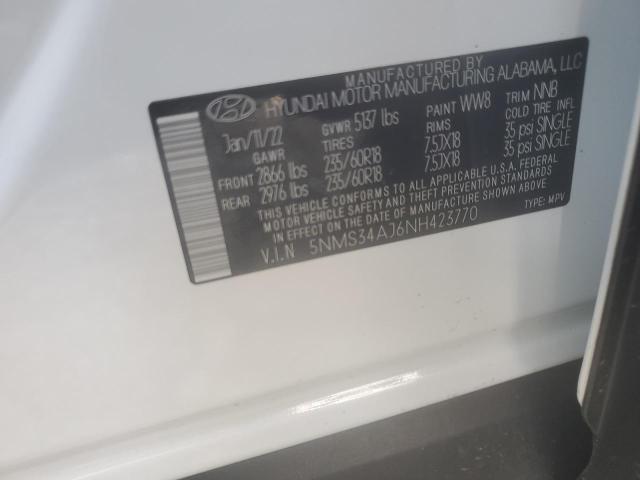 MANUFACTURED BY
HYUNDAI MOTOR MANUFACTURING ALABAMA, LLC
Jan/11/22 GVWR 5137 lbs PAINT WW8 TRIM NNB
GAWR TIRES RIMS COLD TIRE INFL
FRONT 2866 lbs 235/60R18 7.5JX18 35 psi SINGLE
REAR 2976 lbs 235/60R18 7.5JX18 35 psi SINGLE
THIS VEHICLE CONFORMS TO ALL APPLICABLE U.S.A. FEDERAL
MOTOR VEHICLE SAFETY STANDARDS IN EFFECT ON
THE DATE OF MANUFACTURE SHOWN ABOVE.
V.I.N 5NMS34AJ6NH423770 TYPE: MPV